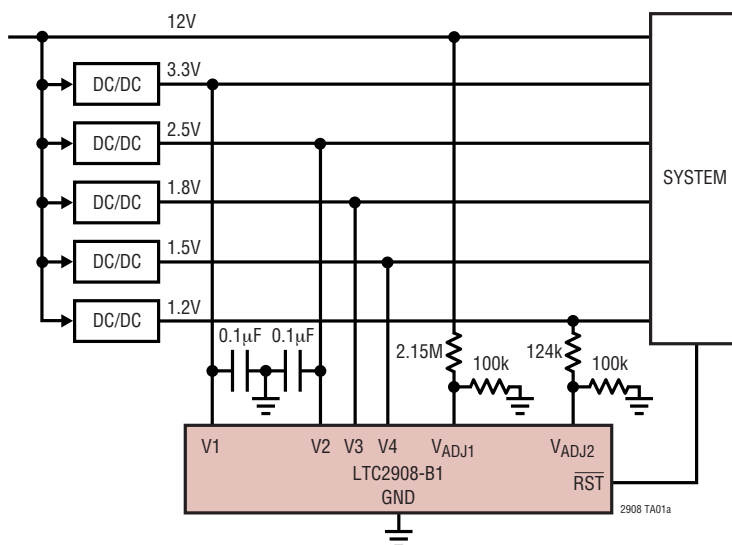 12V
DC/DC
3.3V
DC/DC
2.5V
DC/DC
1.8V
DC/DC
1.5V
DC/DC
1.2V
SYSTEM
0.1µF
0.1µF
2.15M
100k
124k
100k
V1
V2
V3
V4
VADJ1
VADJ2
LTC2908-B1
RST
GND
2908 TA01a